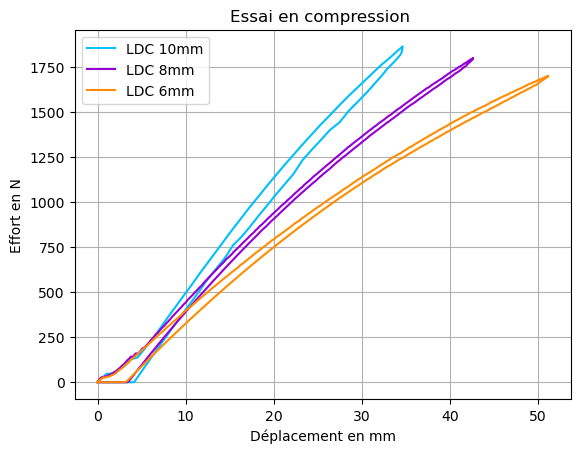 Essai en compression
LDC 10mm
LDC 8mm
LDC 6mm
Effort en N
1750
1500
1250
1000
750
500
250
0
0 10 20 30 40 50
Déplacement en mm